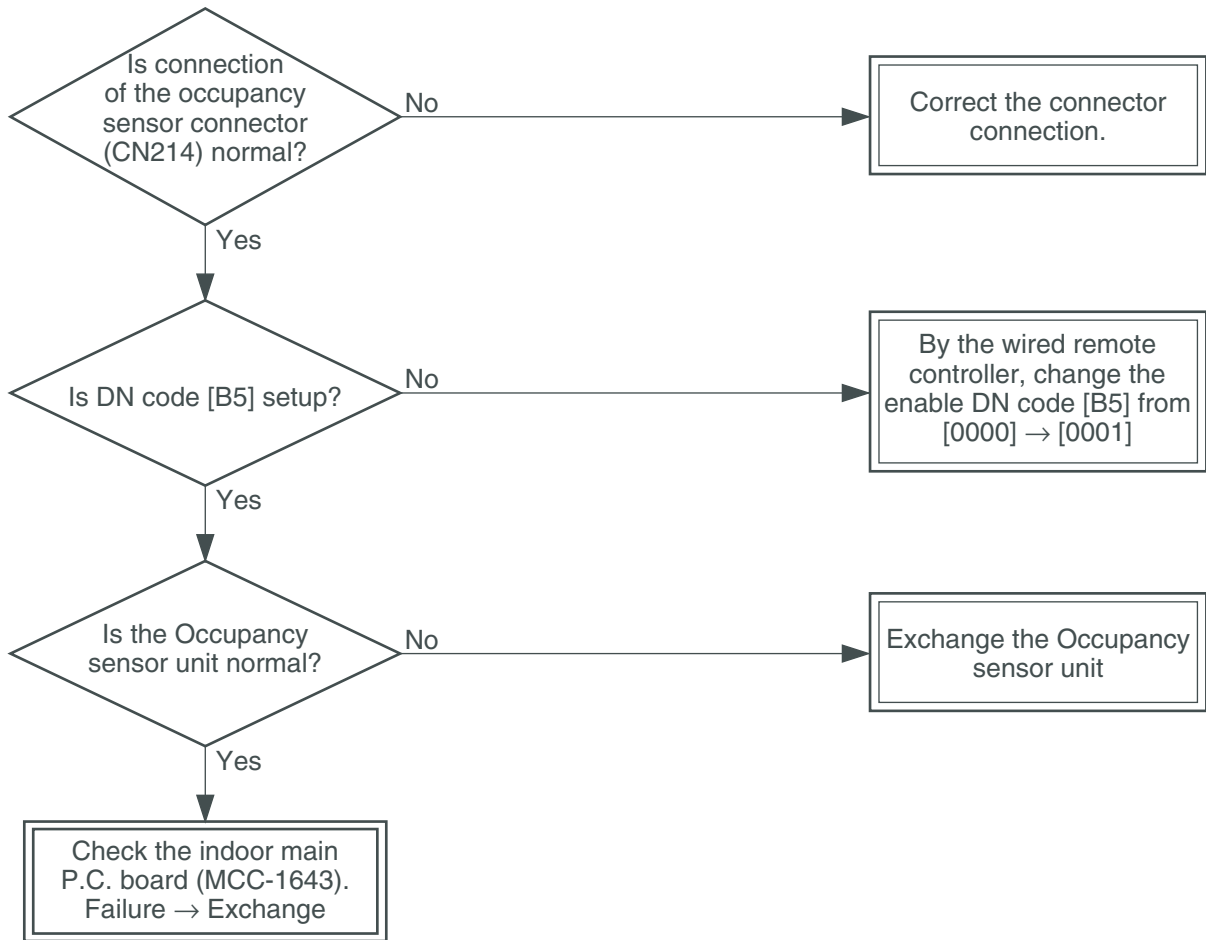 Is connection
of the occupancy
sensor connector
(CN214) normal?
No
Correct the connector
connection.
Yes
Is DN code [B5] setup?
No
By the wired remote
controller, change the
enable DN code [B5] from
[0000] → [0001]
Yes
Is the Occupancy
sensor unit normal?
No
Exchange the Occupancy
sensor unit
Yes
Check the indoor main
P.C. board (MCC-1643).
Failure → Exchange